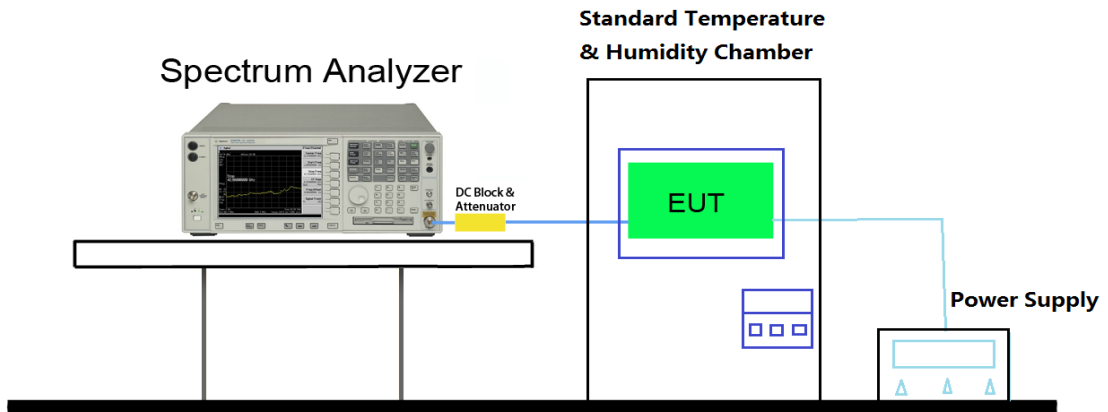 Standard Temperature
& Humidity Chamber
Spectrum Analyzer
DC Block &
Attenuator
EUT
Power Supply